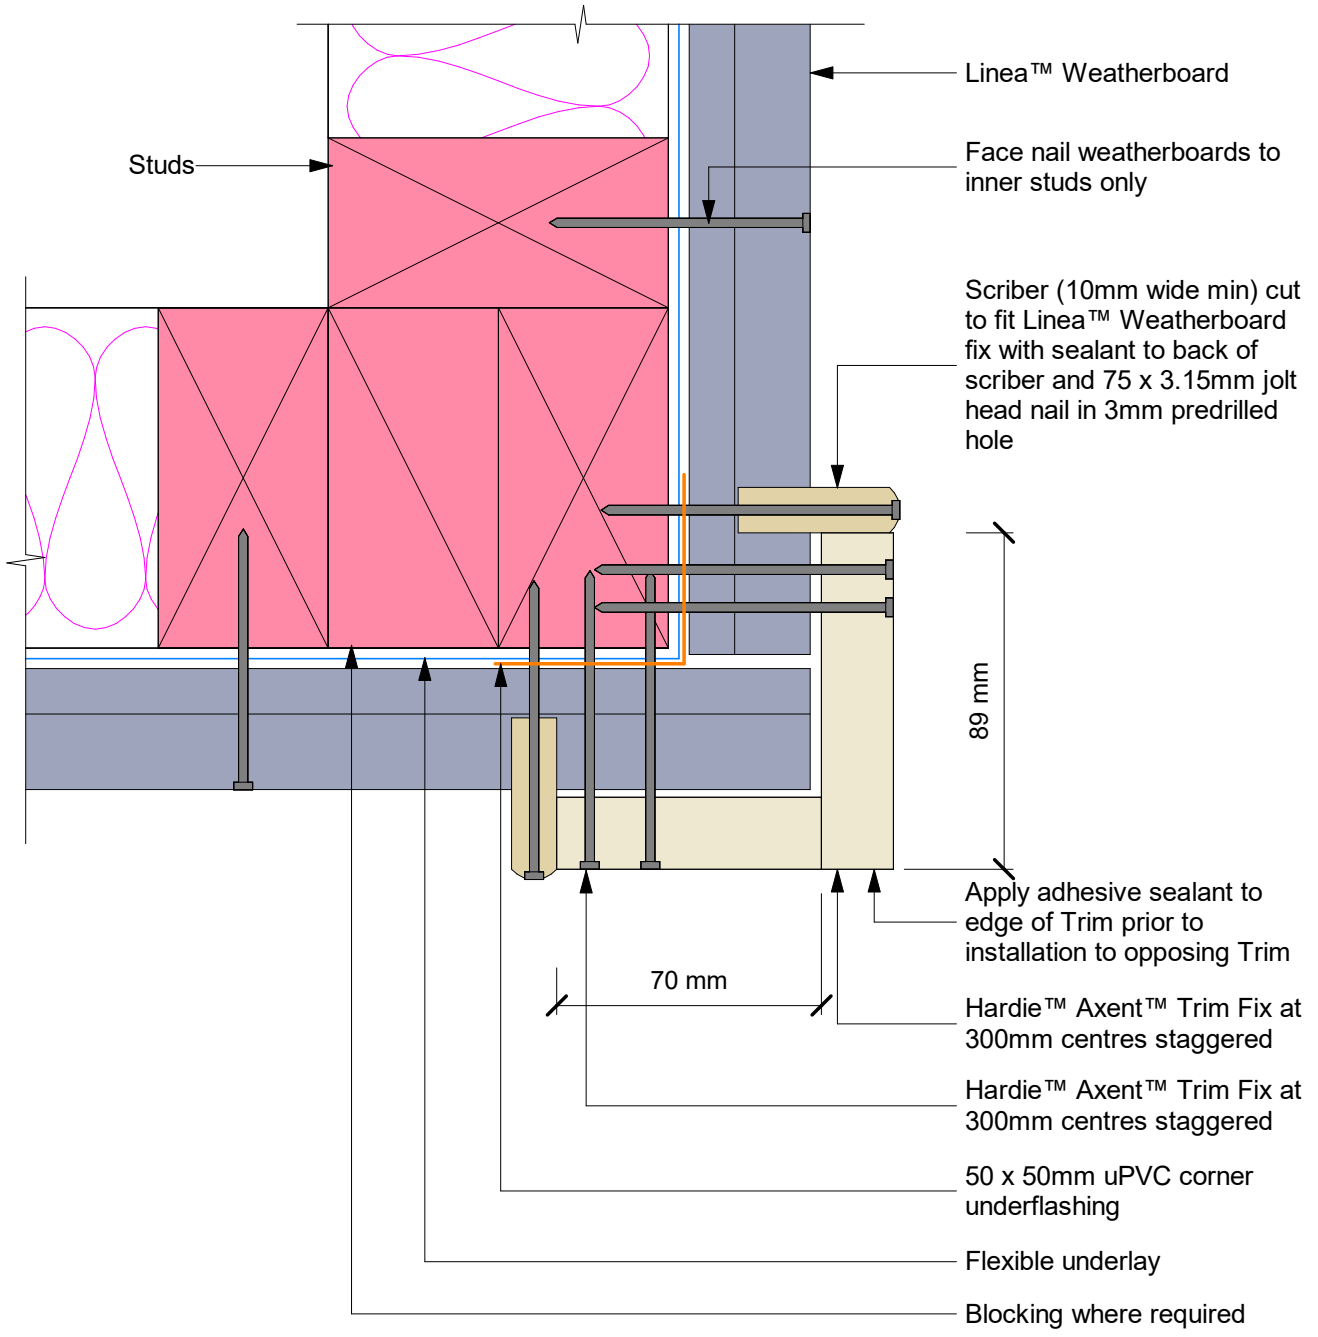 Linea™ Weatherboard
Studs
Face nail weatherboards to
inner studs only
Scriber (10mm wide min) cut
to fit Linea™ Weatherboard
fix with sealant to back of
scriber and 75 x 3.15mm jolt
head nail in 3mm predrilled
hole
89 mm
Apply adhesive sealant to
edge of Trim prior to
installation to opposing Trim
70 mm
Hardie™ Axent™ Trim Fix at
300mm centres staggered
Hardie™ Axent™ Trim Fix at
300mm centres staggered
50 x 50mm uPVC corner
underflashing
Flexible underlay
Blocking where required